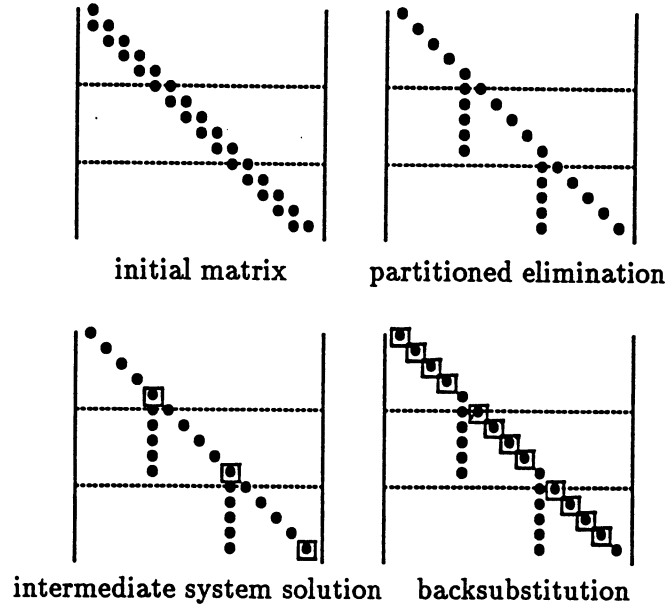 initial matrix
partitioned elimination
intermediate system solution
backsubstitution